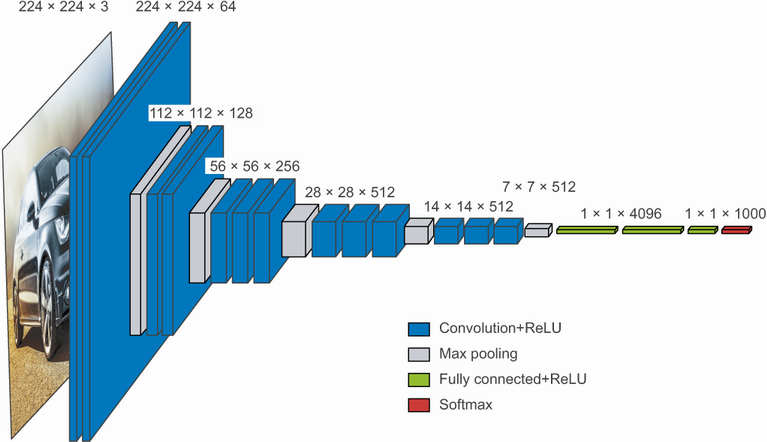 224 × 224 × 3
224 × 224 × 64
112 × 112 × 128
56 × 56 × 256
28 × 28 × 512
14 × 14 × 512
7 × 7 × 512
1 × 1 × 4096
1 × 1 × 1000
Convolution+ReLU
Max pooling
Fully connected+ReLU
Softmax